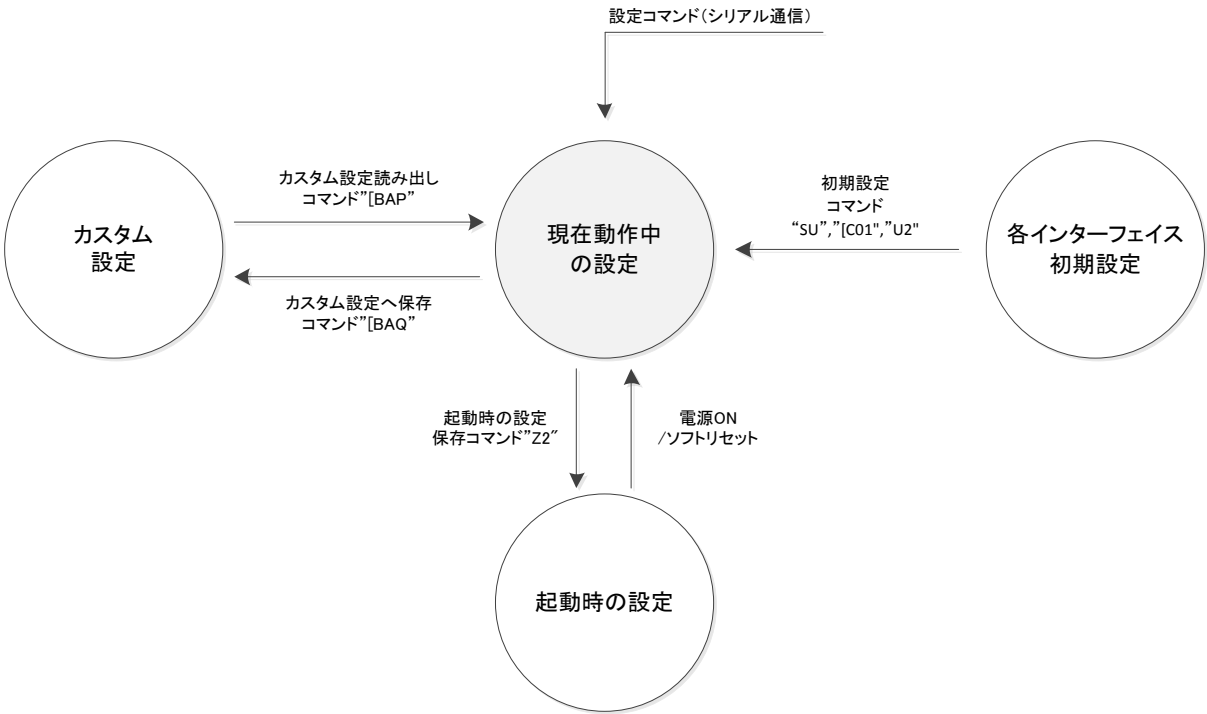 設定コマンド（シリアル通信）
カスタム設定読み出し
コマンド”[BAP”
カスタム
設定
カスタム設定へ保存
コマンド”[BAQ”
現在動作中
の設定
初期設定
コマンド
“SU”,”[C01",”U2"
各インターフェイス
初期設定
起動時の設定
保存コマンド”Z2”
電源ON
/ソフトリセット
起動時の設定